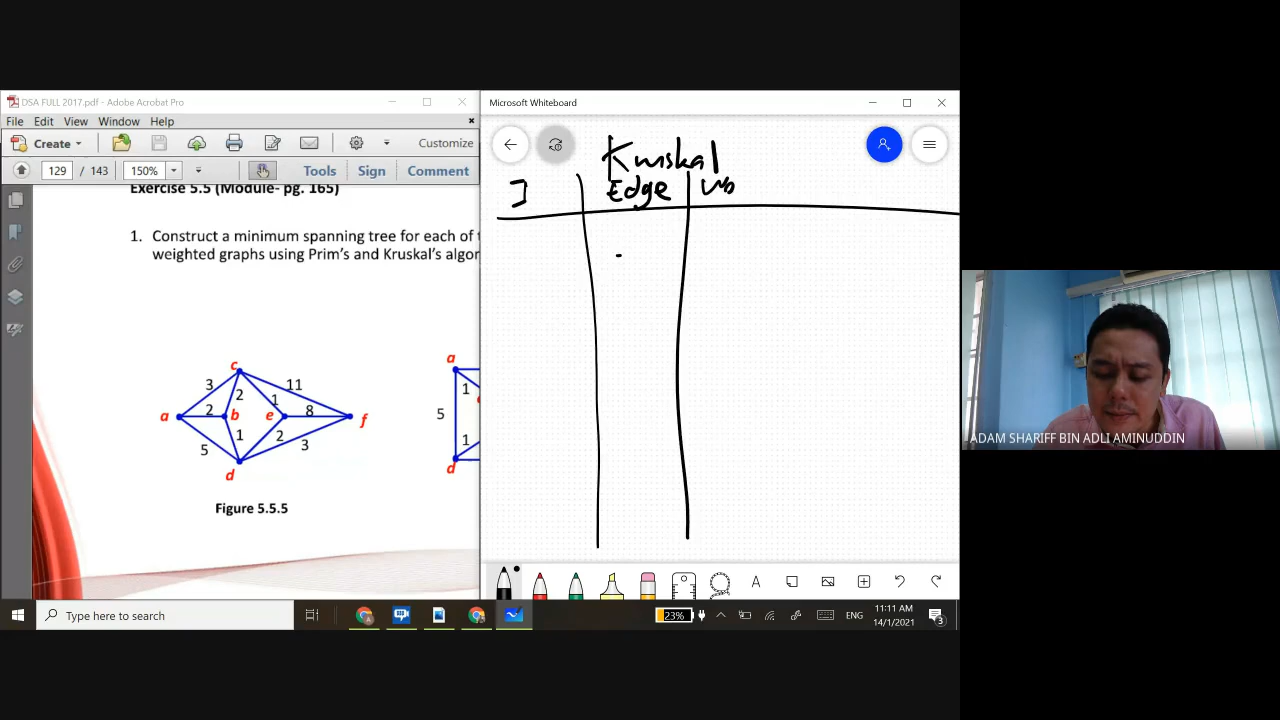 DSA FULL 2017.pdf - Adobe Acrobat Pro
File Edit View Window Help
Create
Customize
129 / 143 150%
Tools Sign Comment
Exercise 5.5 (Module- pg. 165)
1. Construct a minimum spanning tree for each of t
weighted graphs using Prim's and Kruskal's algor
c
3 11
2
1
a 2 b e 8 f
1 2
5 3
d
Figure 5.5.5
a
1
5
1
d
Microsoft Whiteboard
Kruskal
Edge
A
ADAM SHARIFF BIN ADLI AMINUDDIN
Type here to search
23%
ENG
11:11 AM
14/1/2021
3